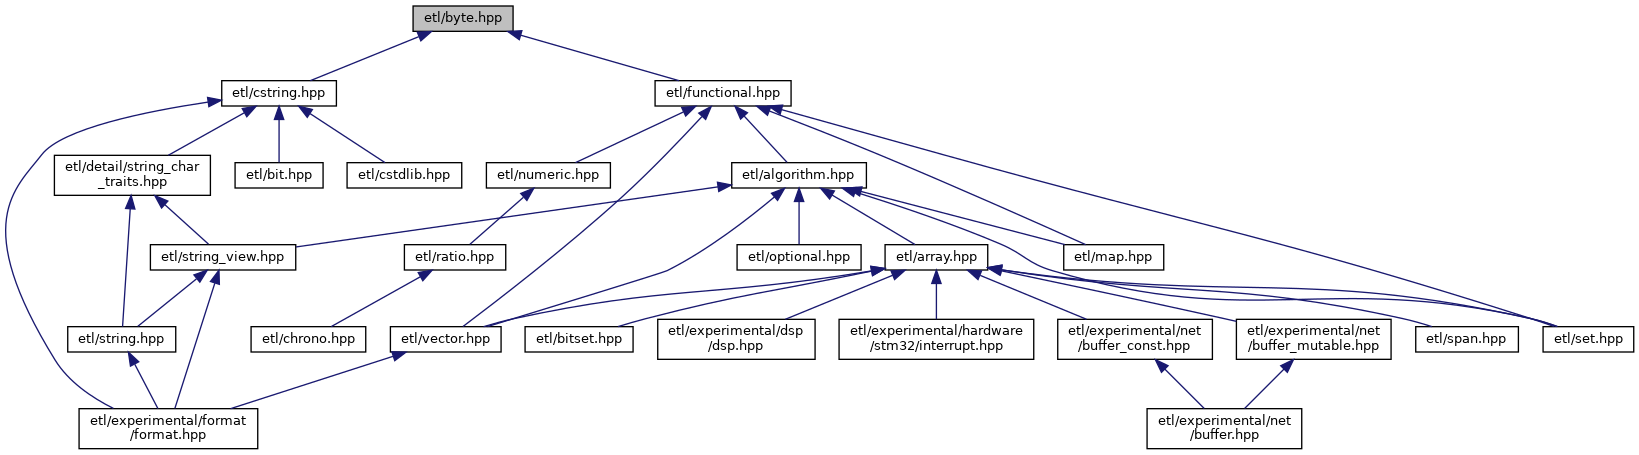 etl/byte.hpp
etl/cstring.hpp
etl/functional.hpp
etl/detail/string_char
_traits.hpp
etl/bit.hpp
etl/cstdlib.hpp
etl/numeric.hpp
etl/algorithm.hpp
etl/string_view.hpp
etl/ratio.hpp
etl/optional.hpp
etl/array.hpp
etl/map.hpp
etl/string.hpp
etl/chrono.hpp
etl/vector.hpp
etl/bitset.hpp
etl/experimental/dsp
/dsp.hpp
etl/experimental/hardware
/stm32/interrupt.hpp
etl/experimental/net
/buffer_const.hpp
etl/experimental/net
/buffer_mutable.hpp
etl/span.hpp
etl/set.hpp
etl/experimental/format
/format.hpp
etl/experimental/net
/buffer.hpp